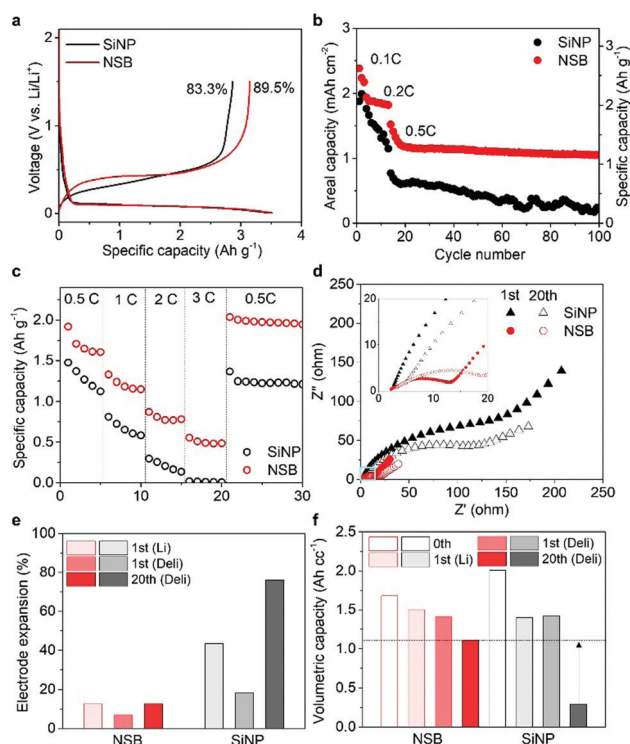 a
SiNP
NSB
83.3%
89.5%
Voltage (V vs. Li/Li⁺)
2
1
0
0 1 2 3 4
Specific capacity (Ah g⁻¹)
b
SiNP
NSB
0.1C
0.2C
0.5C
Areal capacity (mAh cm⁻²)
3
2
1
0
Specific capacity (Ah g⁻¹)
3
2
1
0
0 20 40 60 80 100
Cycle number
c
0.5 C 1 C 2 C 3 C 0.5C
SiNP
NSB
Specific capacity (Ah g⁻¹)
2.0
1.5
1.0
0.5
0.0
0 10 20 30
Cycle number
d
1st 20th
SiNP
NSB
Z'' (ohm)
250
200
150
100
50
0
20
10
0
0 10 20
0 50 100 150 200 250
Z' (ohm)
e
1st (Li)
1st (Deli)
20th (Deli)
Electrode expansion (%)
80
60
40
20
0
NSB SiNP
f
0th
1st (Li)
1st (Deli)
20th (Deli)
Volumetric capacity (Ah cc⁻¹)
2.5
2.0
1.5
1.0
0.5
0.0
NSB SiNP